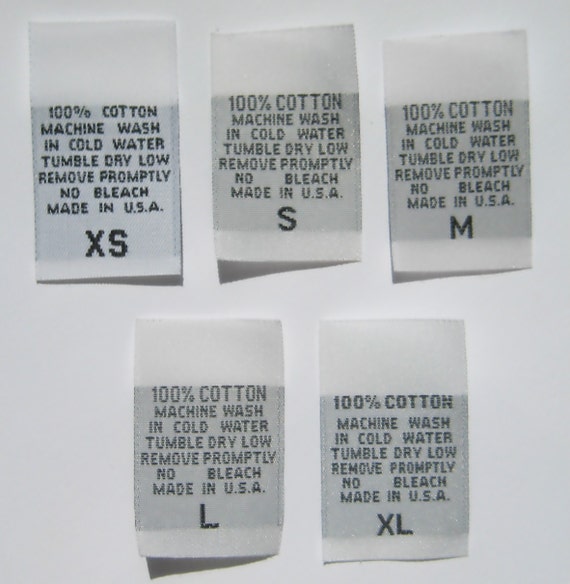 100% COTTON
MACHINE WASH
IN COLD WATER
TUMBLE DRY LOW
REMOVE PROMPTLY
NO BLEACH
MADE IN U.S.A.
XS
100% COTTON
MACHINE WASH
IN COLD WATER
TUMBLE DRY LOW
REMOVE PROMPTLY
NO BLEACH
MADE IN U.S.A.
S
100% COTTON
MACHINE WASH
IN COLD WATER
TUMBLE DRY LOW
REMOVE PROMPTLY
NO BLEACH
MADE IN U.S.A.
M
100% COTTON
MACHINE WASH
IN COLD WATER
TUMBLE DRY LOW
REMOVE PROMPTLY
NO BLEACH
MADE IN U.S.A.
L
100% COTTON
MACHINE WASH
IN COLD WATER
TUMBLE DRY LOW
REMOVE PROMPTLY
NO BLEACH
MADE IN U.S.A.
XL